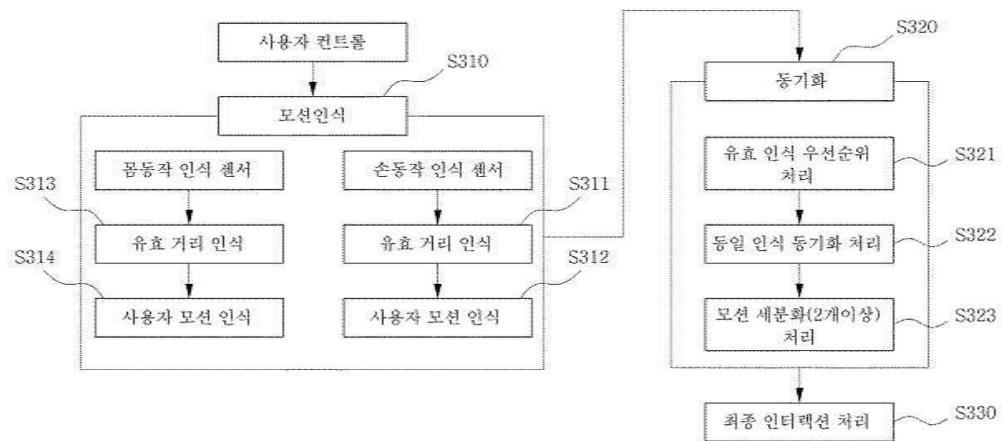 사용자 컨트롤
S310
모션인식
몸동작 인식 센서
손동작 인식 센서
S313
S311
유효 거리 인식
유효 거리 인식
S314
S312
사용자 모션 인식
사용자 모션 인식
S320
동기화
유효 인식 우선순위
처리
S321
동일 인식 동기화 처리
S322
모션 세분화(2개이상)
처리
S323
최종 인터렉션 처리
S330